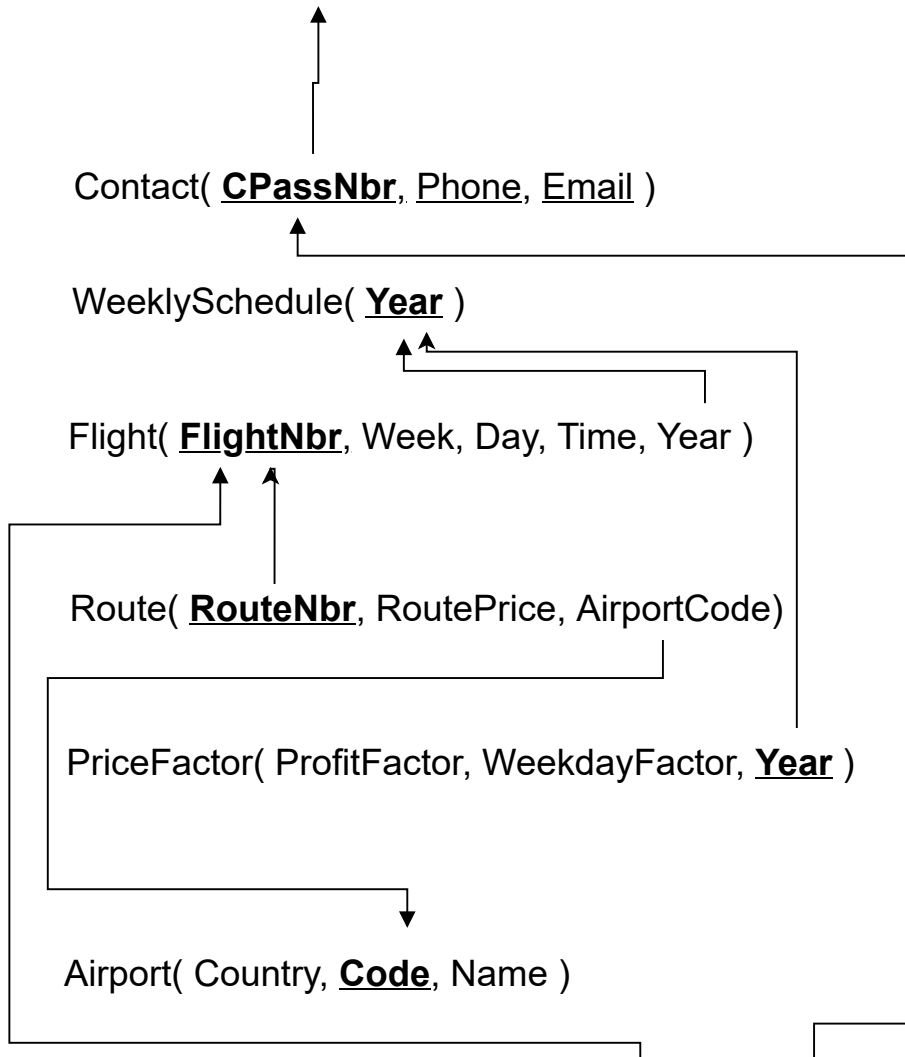 Contact( CPassNbr, Phone, Email )
WeeklySchedule( Year )
Flight( FlightNbr, Week, Day, Time, Year )
Route( RouteNbr, RoutePrice, AirportCode)
PriceFactor( ProfitFactor, WeekdayFactor, Year )
Airport( Country, Code, Name )